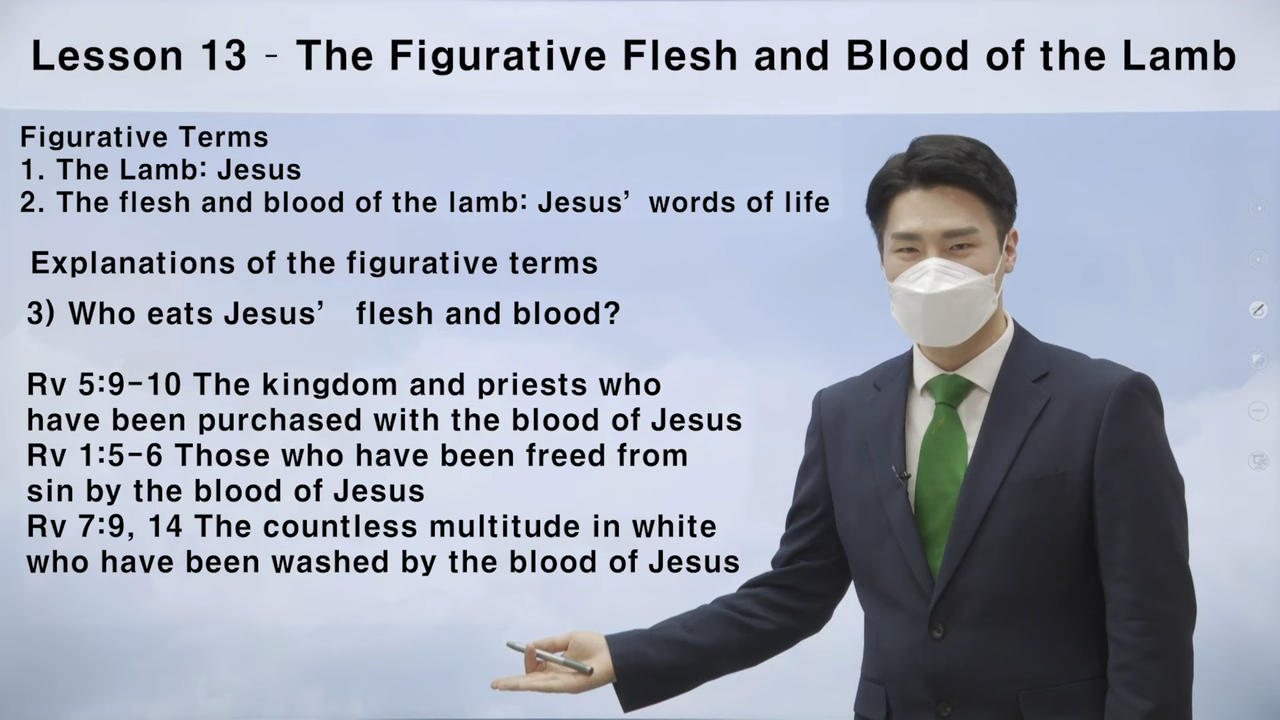 Lesson 13 - The Figurative Flesh and Blood of the Lamb
Figurative Terms
1. The Lamb: Jesus
2. The flesh and blood of the lamb: Jesus’ words of life
Explanations of the figurative terms
3) Who eats Jesus’ flesh and blood?
Rv 5:9-10 The kingdom and priests who
have been purchased with the blood of Jesus
Rv 1:5-6 Those who have been freed from
sin by the blood of Jesus
Rv 7:9, 14 The countless multitude in white
who have been washed by the blood of Jesus